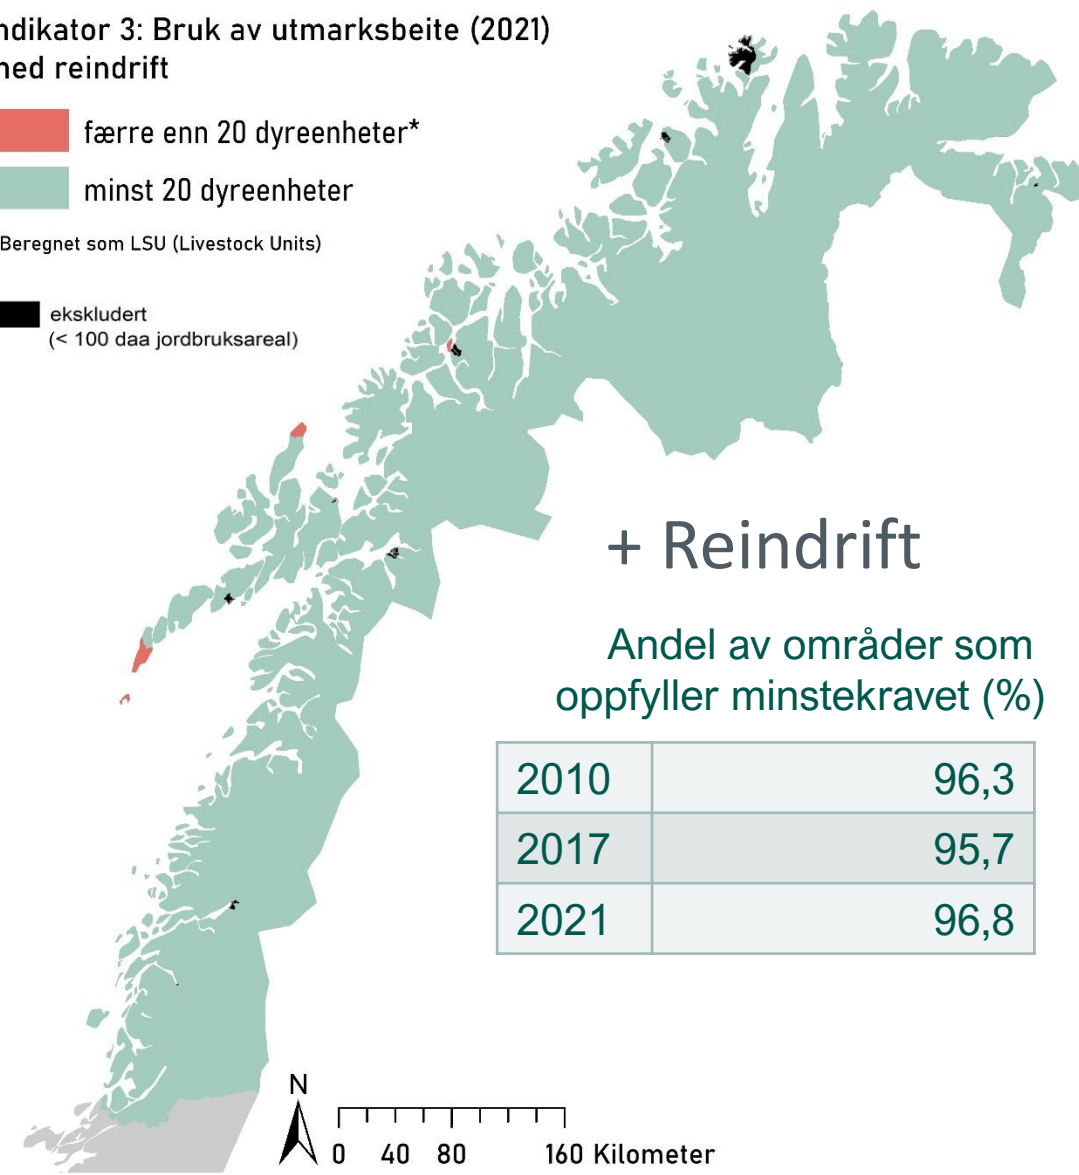 ndikator 3: Bruk av utmarksbeite (2021)
ned reindrift
færre enn 20 dyreenheter*
minst 20 dyreenheter
Beregnet som LSU (Livestock Units)
ekskludert
(< 100 daa jordbruksareal)
+ Reindrift
Andel av områder som
oppfyller minstekravet (%)
2010 96,3
2017 95,7
2021 96,8
N
0 40 80 160 Kilometer